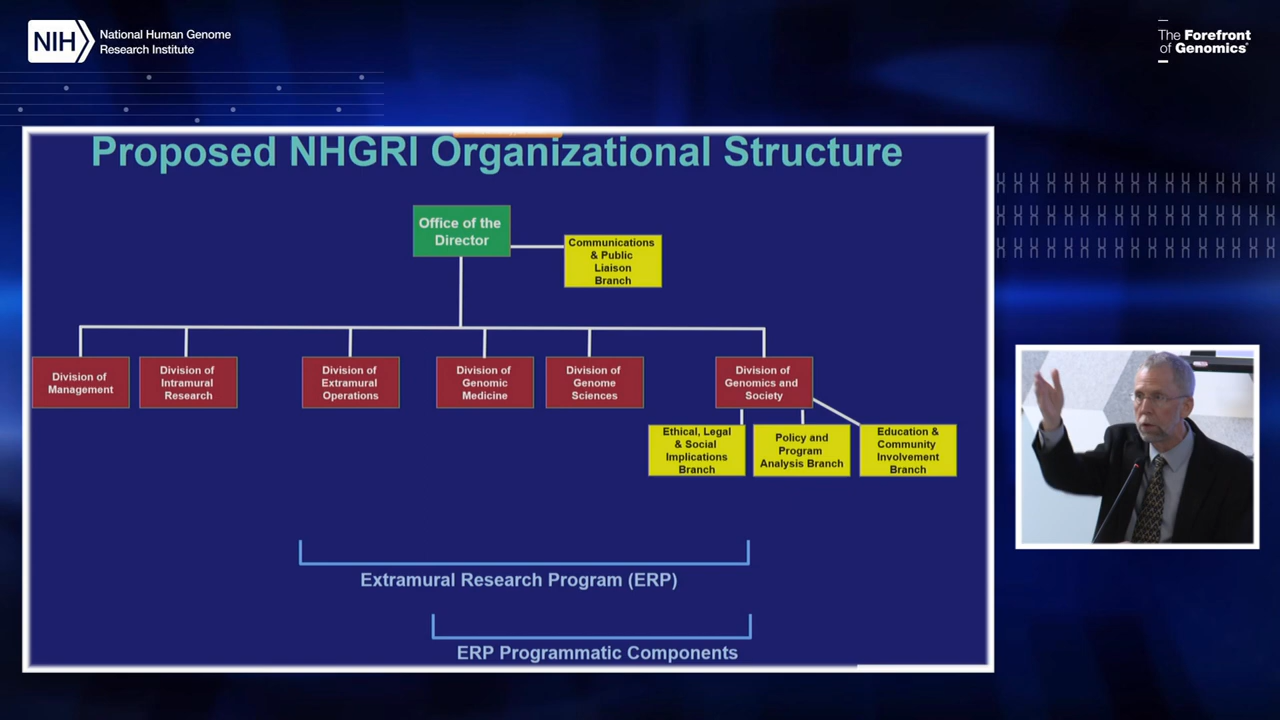 NIH
National Human Genome
Research Institute
The Forefront
of Genomics®
Proposed NHGRI Organizational Structure
Office of the
Director
Communications
& Public
Liaison
Branch
Division of
Management
Division of
Intramural
Research
Division of
Extramural
Operations
Division of
Genomic
Medicine
Division of
Genome
Sciences
Division of
Genomics and
Society
Ethical, Legal
& Social
Implications
Branch
Policy and
Program
Analysis Branch
Education &
Community
Involvement
Branch
Extramural Research Program (ERP)
ERP Programmatic Components